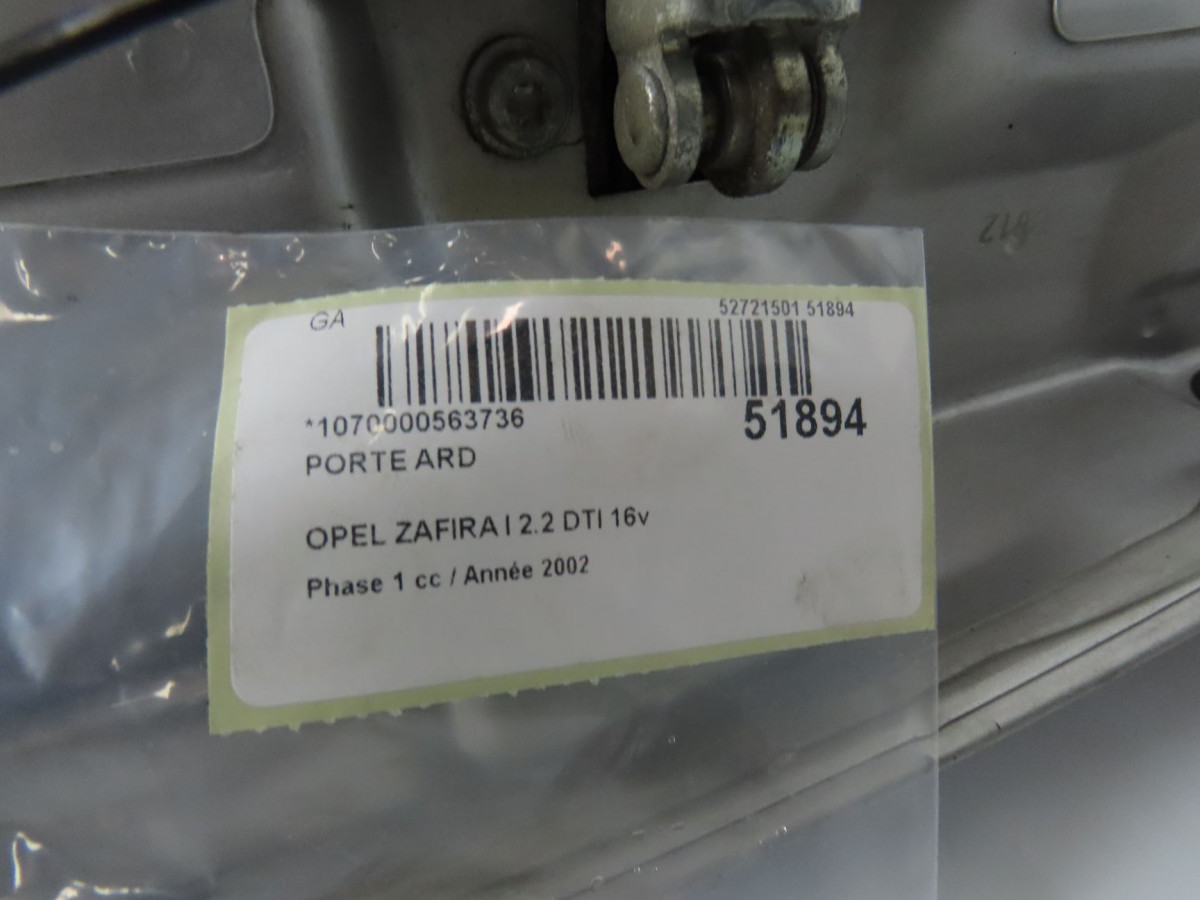 GA
52721501 51894
*1070000563736
51894
PORTE ARD
OPEL ZAFIRA I 2.2 DTI 16v
Phase 1 cc / Année 2002